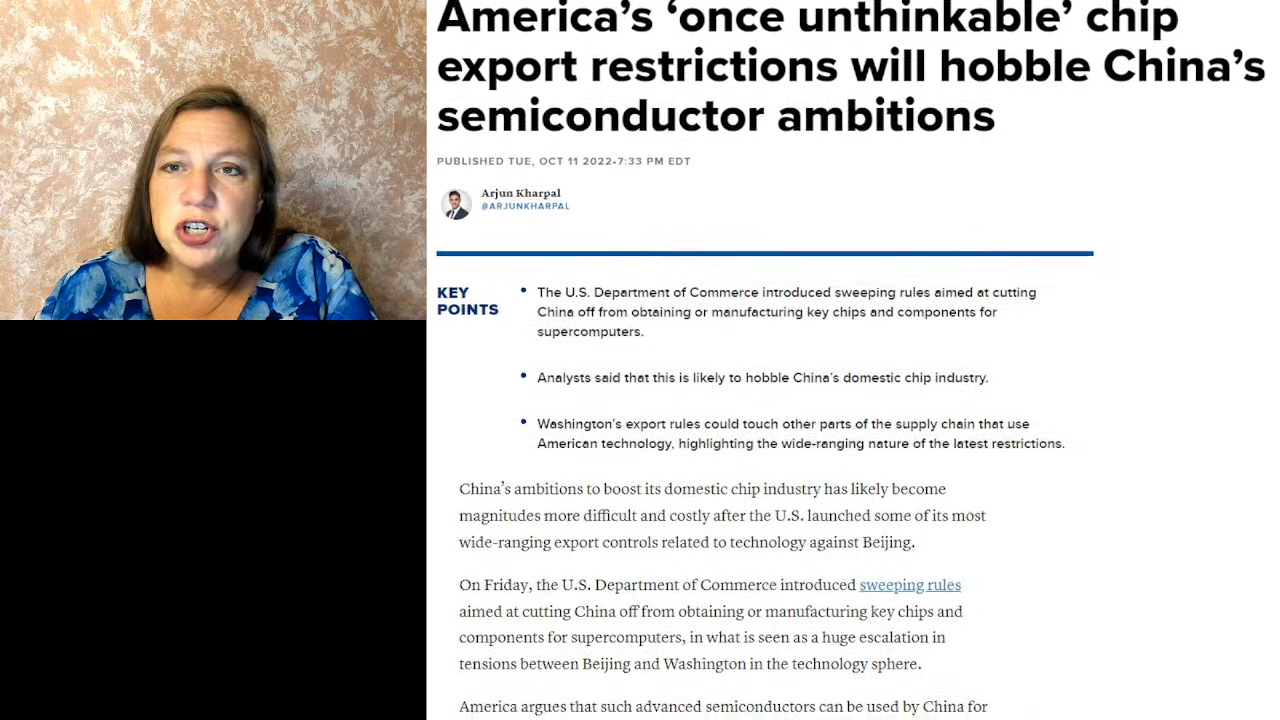 America’s ‘once unthinkable’ chip
export restrictions will hobble China’s
semiconductor ambitions
PUBLISHED TUE, OCT 11 2022•7:33 PM EDT
Arjun Kharpal
@ARJUNKHARPAL
KEY
POINTS
• The U.S. Department of Commerce introduced sweeping rules aimed at cutting
China off from obtaining or manufacturing key chips and components for
supercomputers.
• Analysts said that this is likely to hobble China’s domestic chip industry.
• Washington’s export rules could touch other parts of the supply chain that use
American technology, highlighting the wide-ranging nature of the latest restrictions.
China’s ambitions to boost its domestic chip industry has likely become
magnitudes more difficult and costly after the U.S. launched some of its most
wide-ranging export controls related to technology against Beijing.
On Friday, the U.S. Department of Commerce introduced sweeping rules
aimed at cutting China off from obtaining or manufacturing key chips and
components for supercomputers, in what is seen as a huge escalation in
tensions between Beijing and Washington in the technology sphere.
America argues that such advanced semiconductors can be used by China for